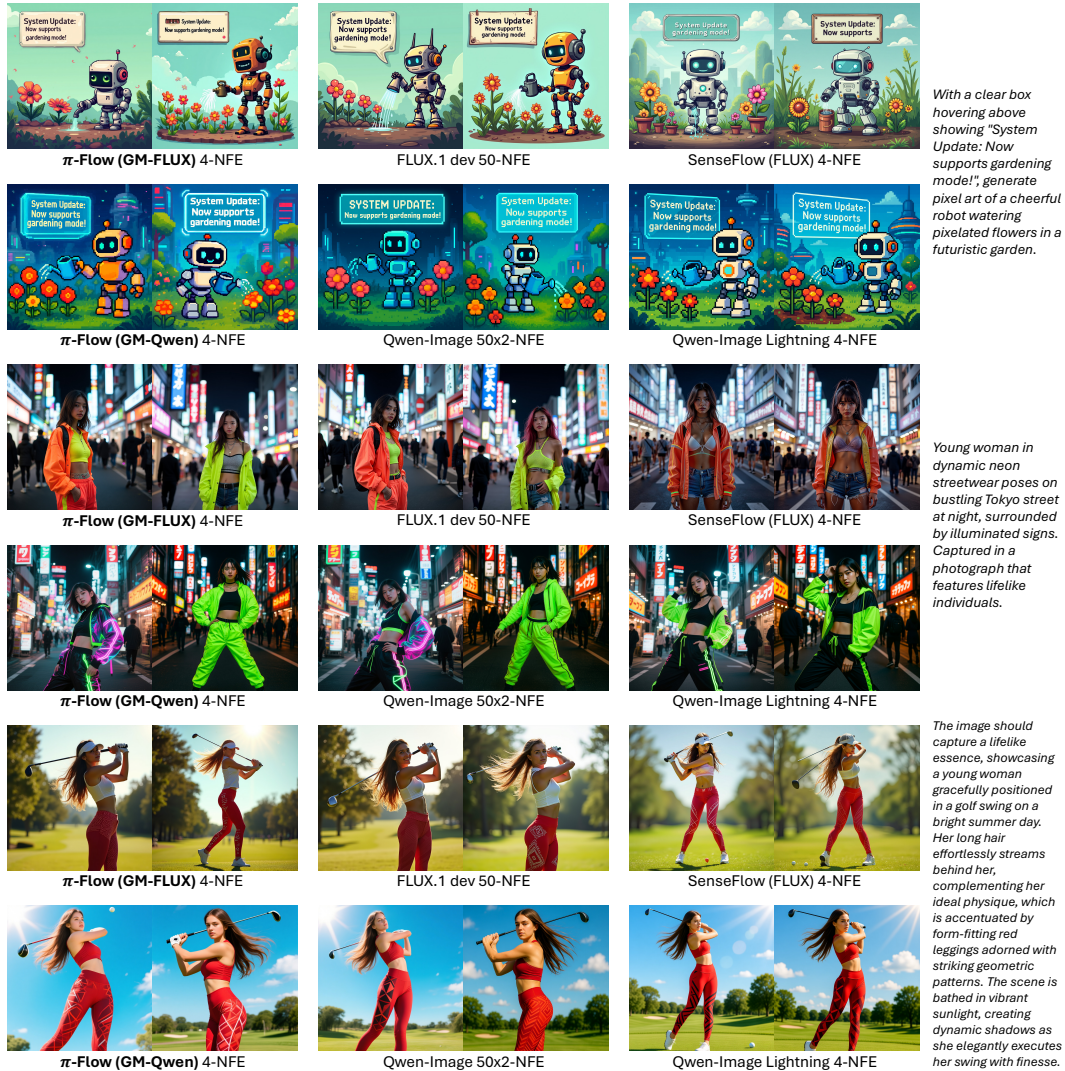 System Update:
Now supports
gardening mode!
System Update:
Now supports
gardening mode!
System Update:
Now supports
gardening mode!
System Update:
Now supports
gardening mode!
System Update
gardening mode!
System Update:
Now supports
π-Flow (GM-FLUX) 4-NFE
FLUX.1 dev 50-NFE
SenseFlow (FLUX) 4-NFE
With a clear box
hovering above
showing "System
Update: Now
supports gardening
mode!", generate
pixel art of a cheerful
robot watering
pixelated flowers in a
futuristic garden.
System Update:
Now supports
gardening mode!
System Update:
Now supports
gardening mode!
SYSTEM UPDATE:
Now supports gardening mode!
System Update:
Now supports
gardening mode!
System Update:
Now supports
gardening mode!
System Update:
Now supports
gardening mode!
π-Flow (GM-Qwen) 4-NFE
Qwen-Image 50x2-NFE
Qwen-Image Lightning 4-NFE
π-Flow (GM-FLUX) 4-NFE
FLUX.1 dev 50-NFE
SenseFlow (FLUX) 4-NFE
Young woman in
dynamic neon
streetwear poses on
bustling Tokyo street
at night, surrounded
by illuminated signs.
Captured in a
photograph that
features lifelike
individuals.
π-Flow (GM-Qwen) 4-NFE
Qwen-Image 50x2-NFE
Qwen-Image Lightning 4-NFE
π-Flow (GM-FLUX) 4-NFE
FLUX.1 dev 50-NFE
SenseFlow (FLUX) 4-NFE
The image should
capture a lifelike
essence, showcasing
a young woman
gracefully positioned
in a golf swing on a
bright summer day.
Her long hair
effortlessly streams
behind her,
complementing her
ideal physique, which
is accentuated by
form-fitting red
leggings adorned with
striking geometric
patterns. The scene is
bathed in vibrant
sunlight, creating
dynamic shadows as
she elegantly executes
her swing with finesse.
π-Flow (GM-Qwen) 4-NFE
Qwen-Image 50x2-NFE
Qwen-Image Lightning 4-NFE